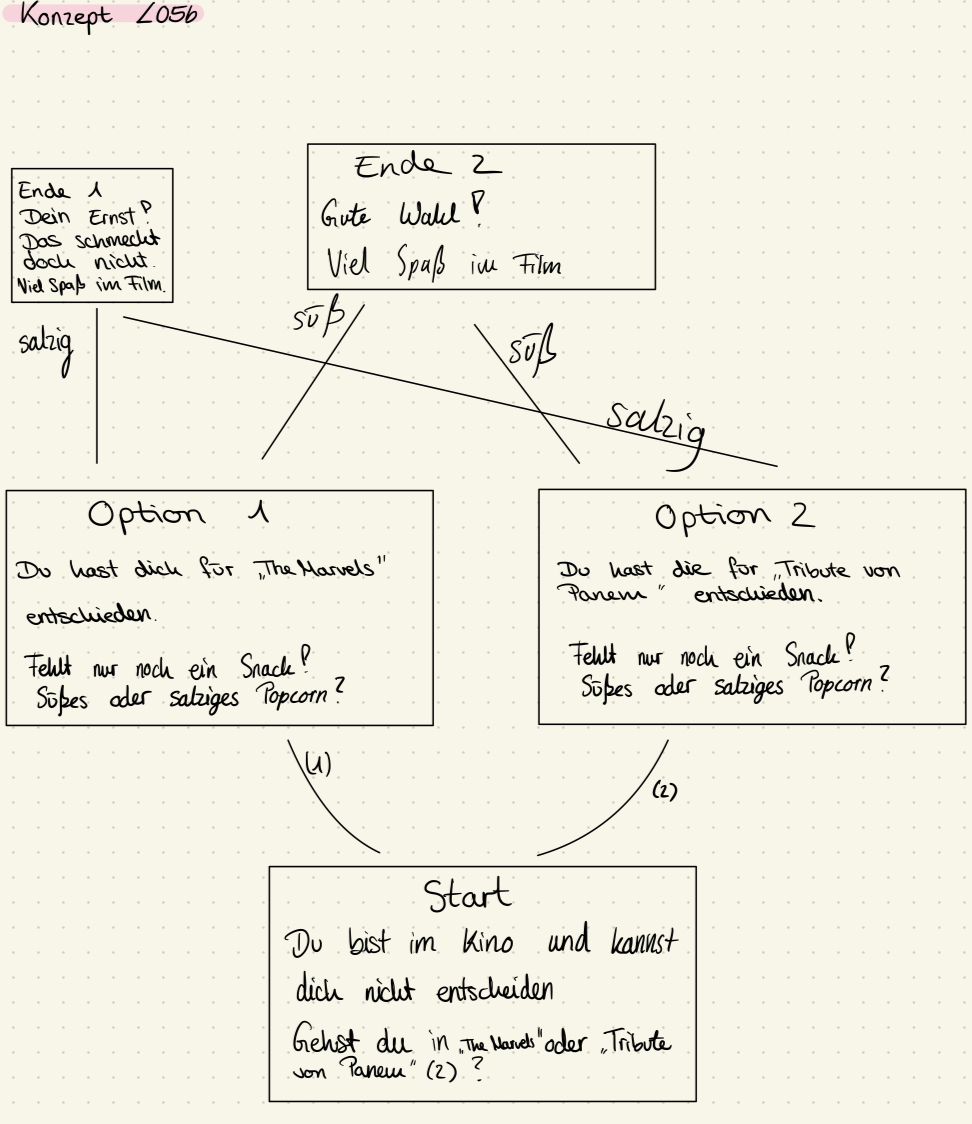 Konzept L05b
Ende 1
Dein Ernst?
Das schmeckt
doch nicht.
Viel Spaß im Film.
Ende 2
Gute Wahl!
Viel Spaß im Film
salzig
süß
süß
salzig
Option 1
Du hast dich für „The Marvels"
entschieden.
Fehlt nur noch ein Snack!
Süßes oder salziges Popcorn?
Option 2
Du hast die für „Tribute von
Panem" entschieden.
Fehlt nur noch ein Snack!
Süßes oder salziges Popcorn?
(1)
(2)
Start
Du bist im Kino und kannst
dich nicht entscheiden
Gehst du in „The Marvels" oder „Tribute
von Panem" (2) ?